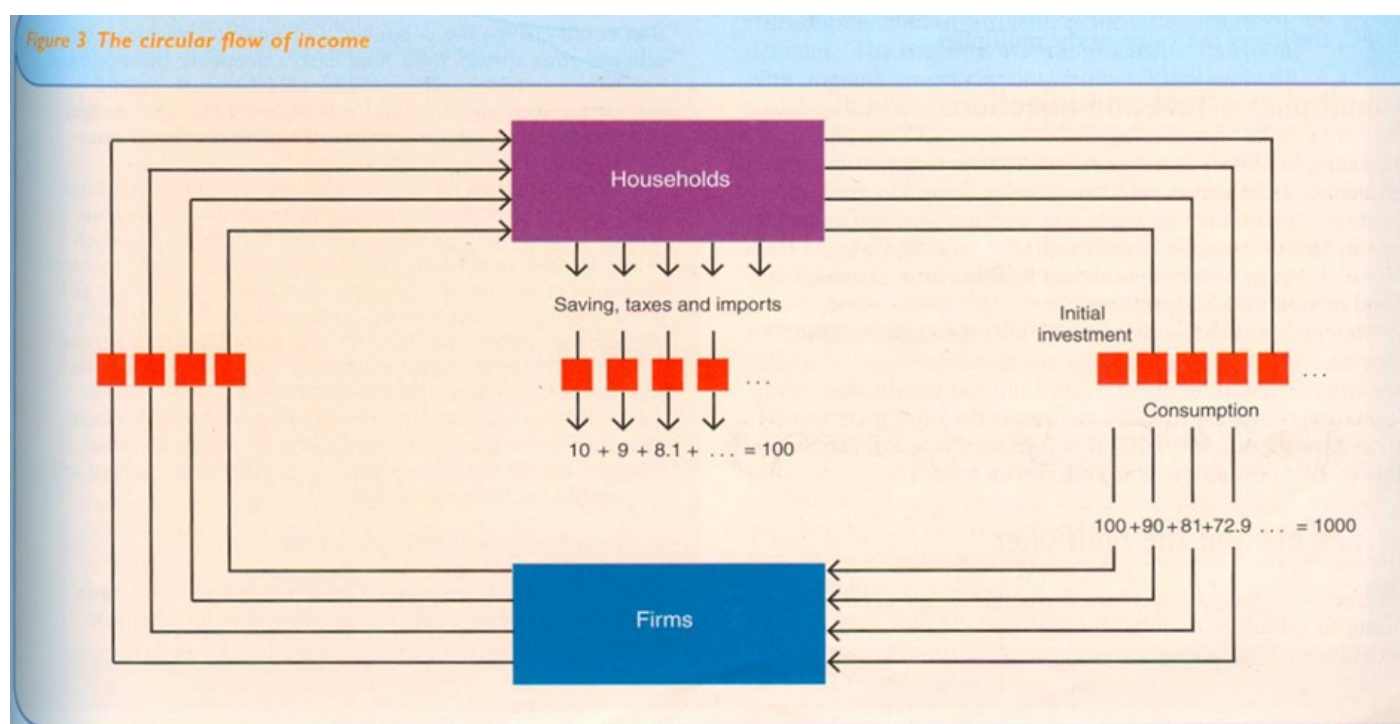 Figure 3 The circular flow of income
Households
Saving, taxes and imports
Initial
investment
...
...
Consumption
10 + 9 + 8.1 + ... = 100
100+90+81+72.9 ... = 1000
Firms